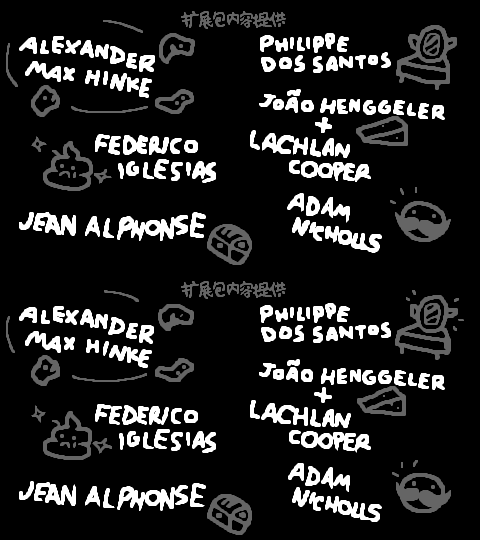 扩展包内容提供
ALEXANDER
MAX HINKE
PHILIPPE
DOS SANTOS
JOÃO HENGGELER
+
LACHLAN
COOPER
FEDERICO
IGLESIAS
ADAM
NICHOLLS
JEAN ALPHONSE
扩展包内容提供
ALEXANDER
MAX HINKE
PHILIPPE
DOS SANTOS
JOÃO HENGGELER
+
LACHLAN
COOPER
FEDERICO
IGLESIAS
ADAM
NICHOLLS
JEAN ALPHONSE